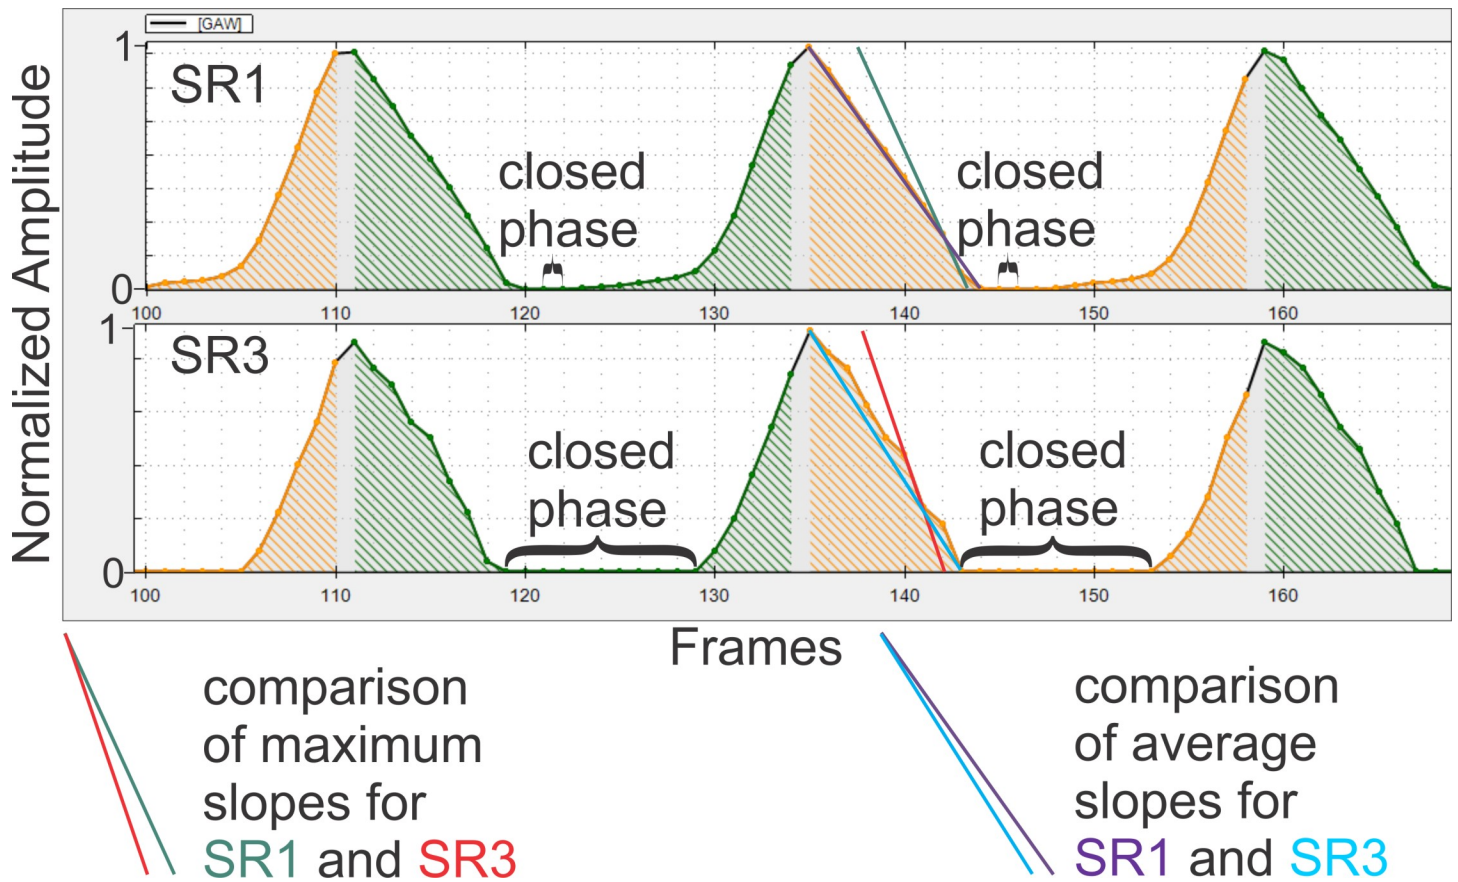 [GAW]
Normalized Amplitude
1
SR1
closed
phase
closed
phase
0
100 110 120 130 140 150 160
1
SR3
closed
phase
closed
phase
0
100 110 120 130 140 150 160
Frames
comparison
of maximum
slopes for
SR1 and SR3
comparison
of average
slopes for
SR1 and SR3